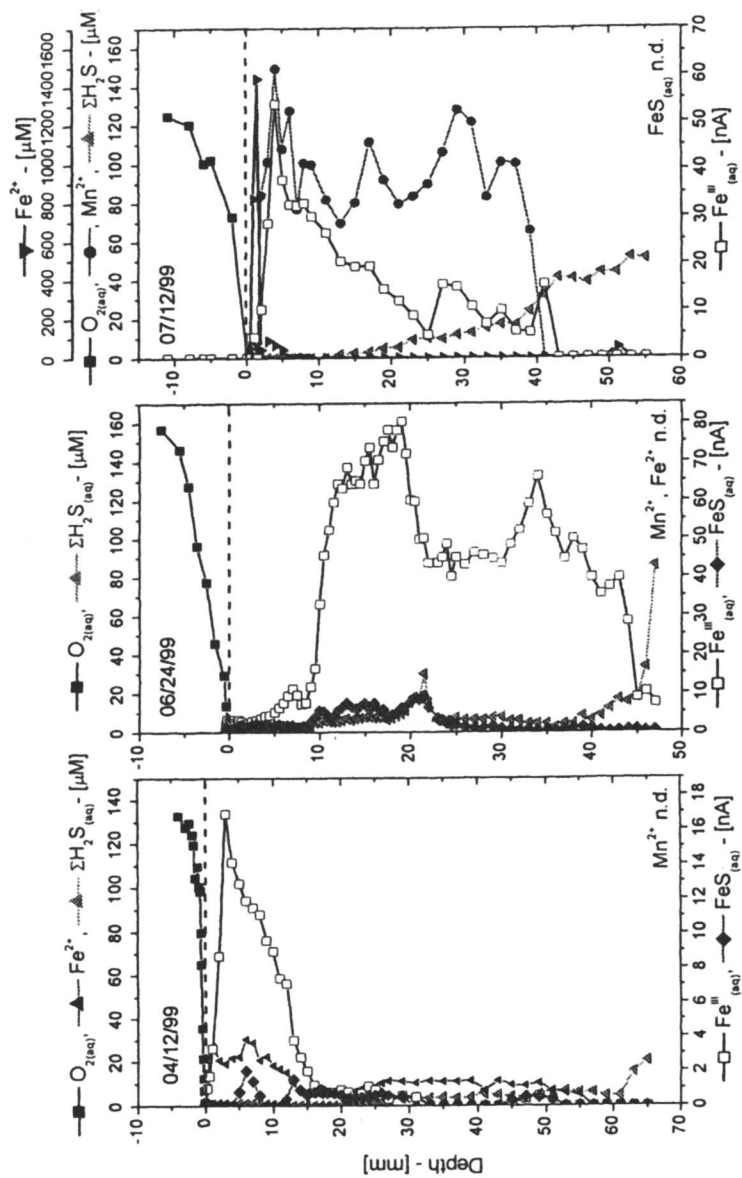 O2(aq), Fe2+, ΣH2S(aq) - [µM]
0 20 40 60 80 100 120 140
-10
0
10
20
30
40
50
60
70
Depth - [mm]
04/12/99
Mn2+ n.d.
0 2 4 6 8 10 12 14 16 18
FeIII(aq), FeS(aq) - [nA]
O2(aq), ΣH2S(aq) - [µM]
0 20 40 60 80 100 120 140 160
-10
0
10
20
30
40
50
06/24/99
Mn2+, Fe2+ n.d.
0 10 20 30 40 50 60 70 80
FeIII(aq), FeS(aq) - [nA]
Fe2+ - [µM]
0 200 400 600 800 1000 1200 1400 1600
O2(aq), Mn2+, ΣH2S - [µM
0 20 40 60 80 100 120 140 160
-10
0
10
20
30
40
50
60
07/12/99
FeS(aq) n.d.
0 10 20 30 40 50 60 70
FeIII(aq) - [nA]